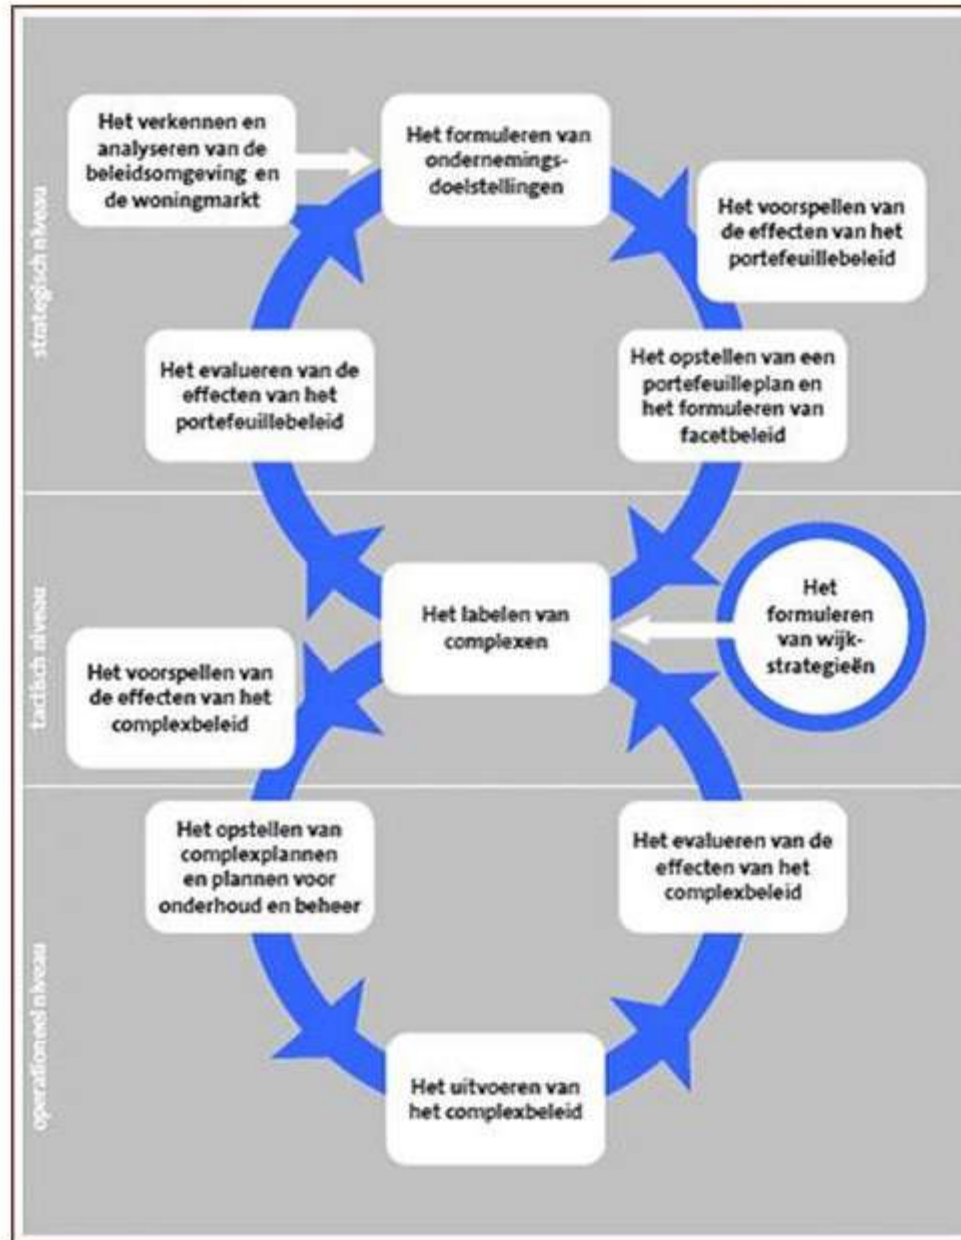 strategisch niveau
Het verkennen en
analyseren van de
beleidsomgeving en
de woningmarkt
Het formuleren van
ondernemings-
doelstellingen
Het voorspellen van
de effecten van het
portefeuillebeleid
Het evalueren van de
effecten van het
portefeuillebeleid
Het opstellen van een
portefeuilleplan en
het formuleren van
facetbeleid
tactisch niveau
Het labelen van
complexen
Het
formuleren
van wijk-
strategieën
Het voorspellen van
de effecten van het
complexbeleid
operationeel niveau
Het opstellen van
complexplannen
en plannen voor
onderhoud en beheer
Het evalueren van de
effecten van het
complexbeleid
Het uitvoeren van
het complexbeleid